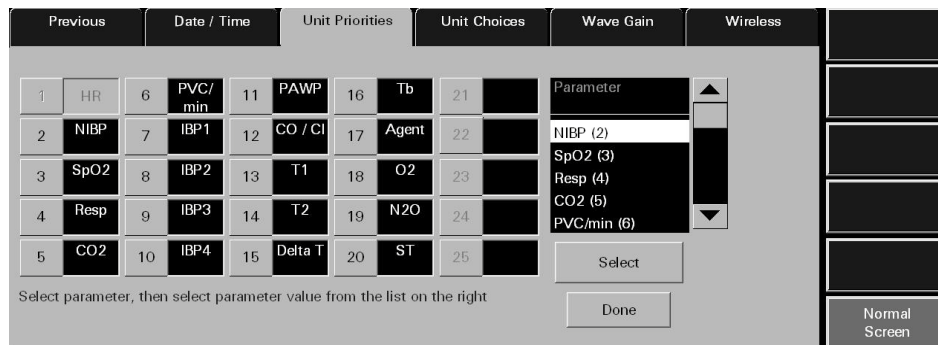 Previous Date / Time Unit Priorities Unit Choices Wave Gain Wireless
1 HR 6 PVC/ min 11 PAWP 16 Tb 21 Parameter
2 NIBP 7 IBP1 12 CO / CI 17 Agent 22 NIBP (2)
SpO2 (3)
3 SpO2 8 IBP2 13 T1 18 O2 23 Resp (4)
CO2 (5)
4 Resp 9 IBP3 14 T2 19 N2O 24 PVC/min (6)
5 CO2 10 IBP4 15 Delta T 20 ST 25 Select
Select parameter, then select parameter value from the list on the right
Done
Normal
Screen